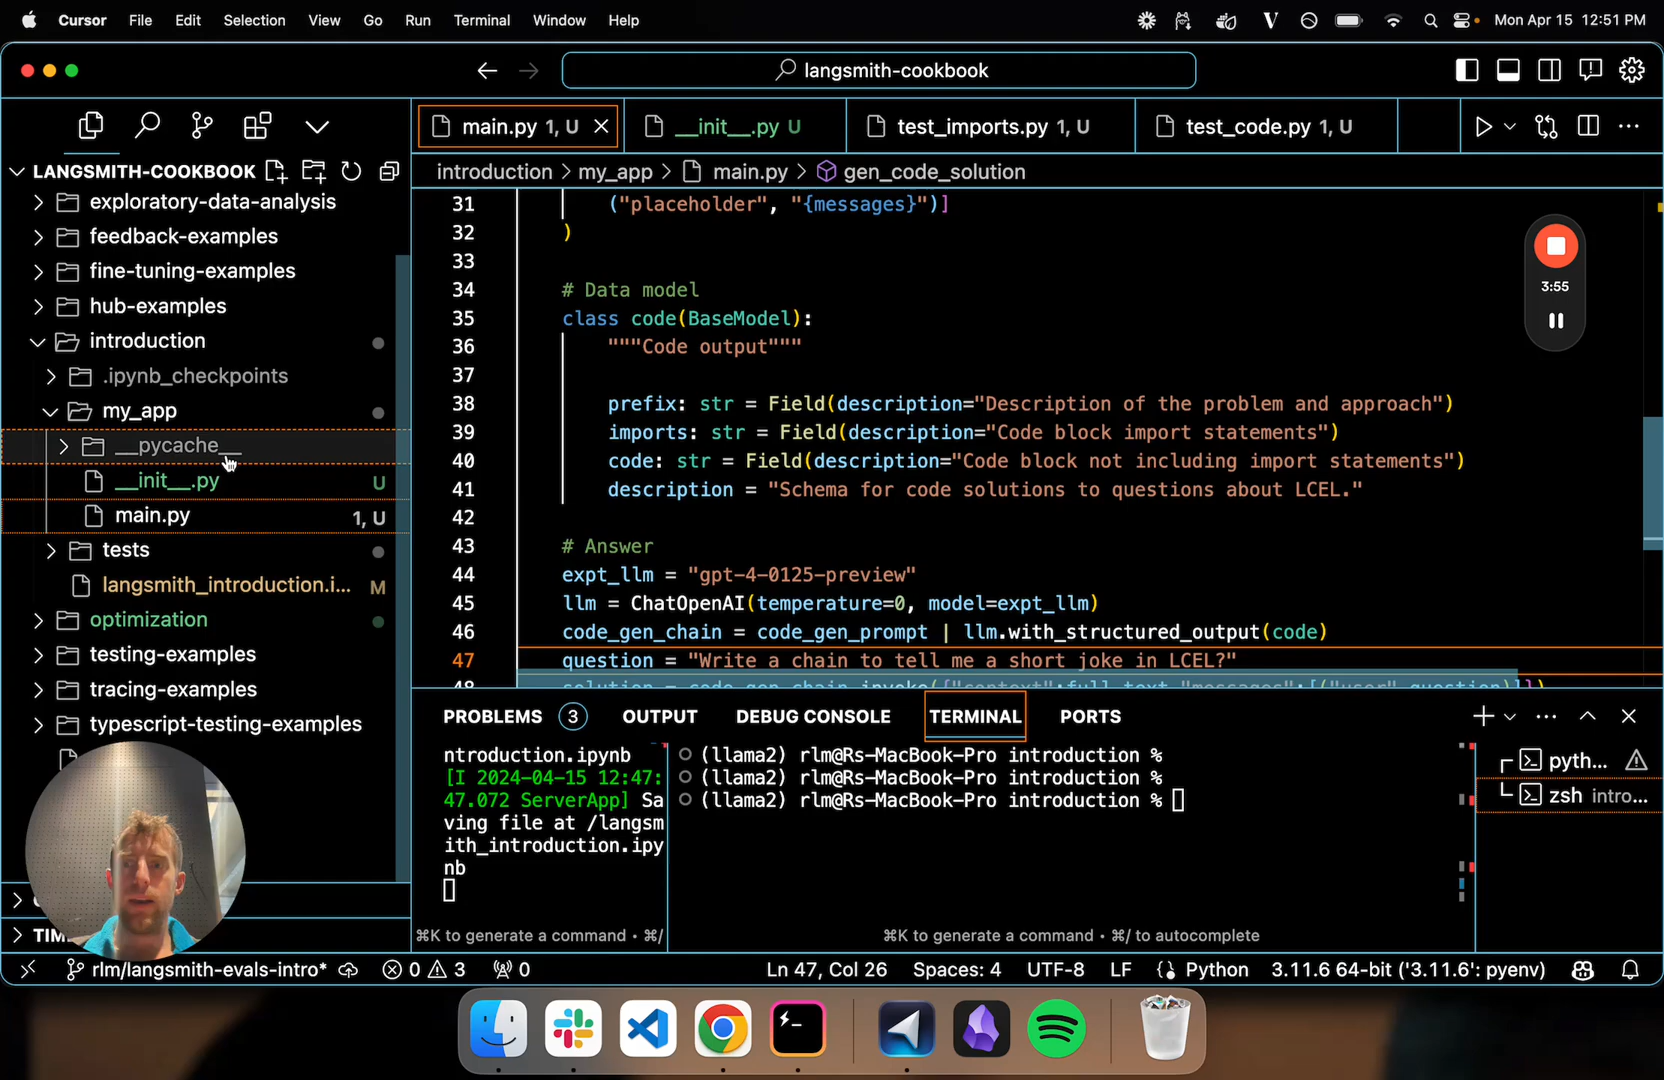 Cursor File Edit Selection View Go Run Terminal Window Help
Mon Apr 15 12:51 PM
langsmith-cookbook
LANGSMITH-COOKBOOK
exploratory-data-analysis
feedback-examples
fine-tuning-examples
hub-examples
introduction
.ipynb_checkpoints
my_app
__pycache__
__init__.py U
main.py 1, U
tests
langsmith_introduction.i... M
optimization
testing-examples
tracing-examples
typescript-testing-examples
TIM
main.py 1, U
__init__.py U
test_imports.py 1, U
test_code.py 1, U
introduction > my_app > main.py > gen_code_solution
31 ("placeholder", "{messages}")]
32 )
33
34 # Data model
35 class code(BaseModel):
36 """Code output"""
37
38 prefix: str = Field(description="Description of the problem and approach")
39 imports: str = Field(description="Code block import statements")
40 code: str = Field(description="Code block not including import statements")
41 description = "Schema for code solutions to questions about LCEL."
42
43 # Answer
44 expt_llm = "gpt-4-0125-preview"
45 llm = ChatOpenAI(temperature=0, model=expt_llm)
46 code_gen_chain = code_gen_prompt | llm.with_structured_output(code)
47 question = "Write a chain to tell me a short joke in LCEL?"
48 solution = code_gen_chain.invoke({"context":full_text,"messages":[("user",question)]})
3:55
PROBLEMS 3 OUTPUT DEBUG CONSOLE TERMINAL PORTS
ntroduction.ipynb
[I 2024-04-15 12:47:
47.072 ServerApp] Sa
ving file at /langsm
ith_introduction.ipy
nb
(llama2) rlm@Rs-MacBook-Pro introduction %
(llama2) rlm@Rs-MacBook-Pro introduction %
(llama2) rlm@Rs-MacBook-Pro introduction %
pyth...
zsh intro...
⌘K to generate a command • ⌘/
⌘K to generate a command • ⌘/ to autocomplete
rlm/langsmith-evals-intro* 0 3 0
Ln 47, Col 26 Spaces: 4 UTF-8 LF Python 3.11.6 64-bit ('3.11.6': pyenv)